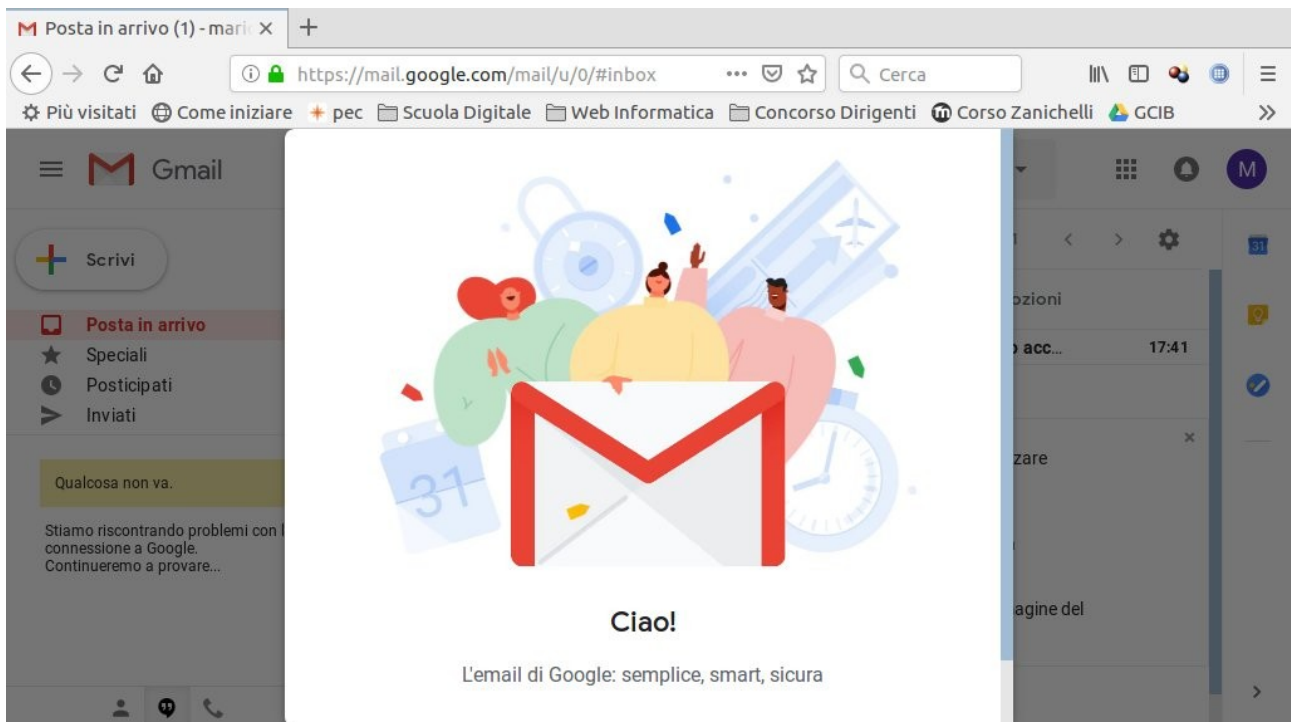 Posta in arrivo (1) - mari
https://mail.google.com/mail/u/0/#inbox
Cerca
Più visitati Come iniziare pec Scuola Digitale Web Informatica Concorso Dirigenti Corso Zanichelli GCIB
Gmail
M
Scrivi
31
ozioni
Posta in arrivo
Speciali
acc...
17:41
Posticipati
Inviati
zare
Qualcosa non va.
31
Stiamo riscontrando problemi con
connessione a Google.
Continueremo a provare...
agine del
Ciao!
L'email di Google: semplice, smart, sicura